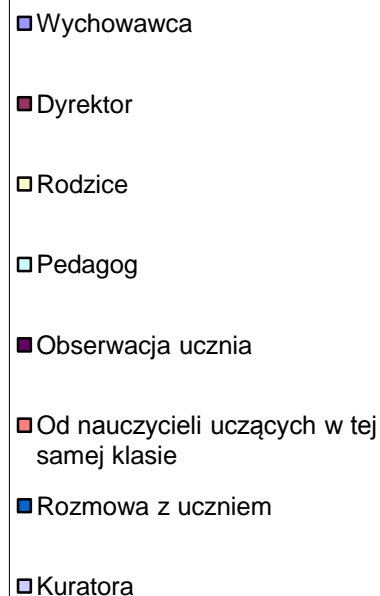 Wychowawca
Dyrektor
Rodzice
Pedagog
Obserwacja ucznia
Od nauczycieli uczących w tej
samej klasie
Rozmowa z uczniem
Kuratora